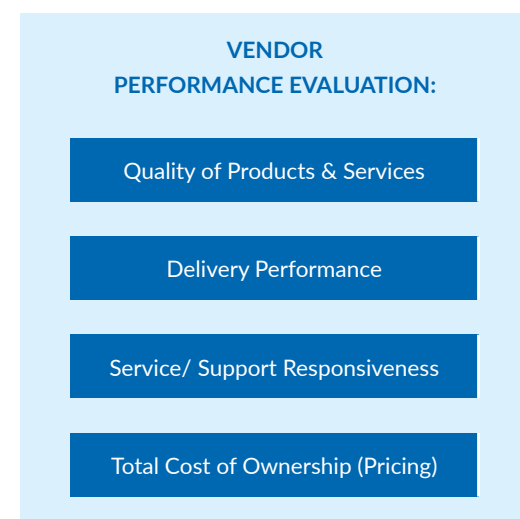 VENDOR
PERFORMANCE EVALUATION:
Quality of Products & Services
Delivery Performance
Service/ Support Responsiveness
Total Cost of Ownership (Pricing)